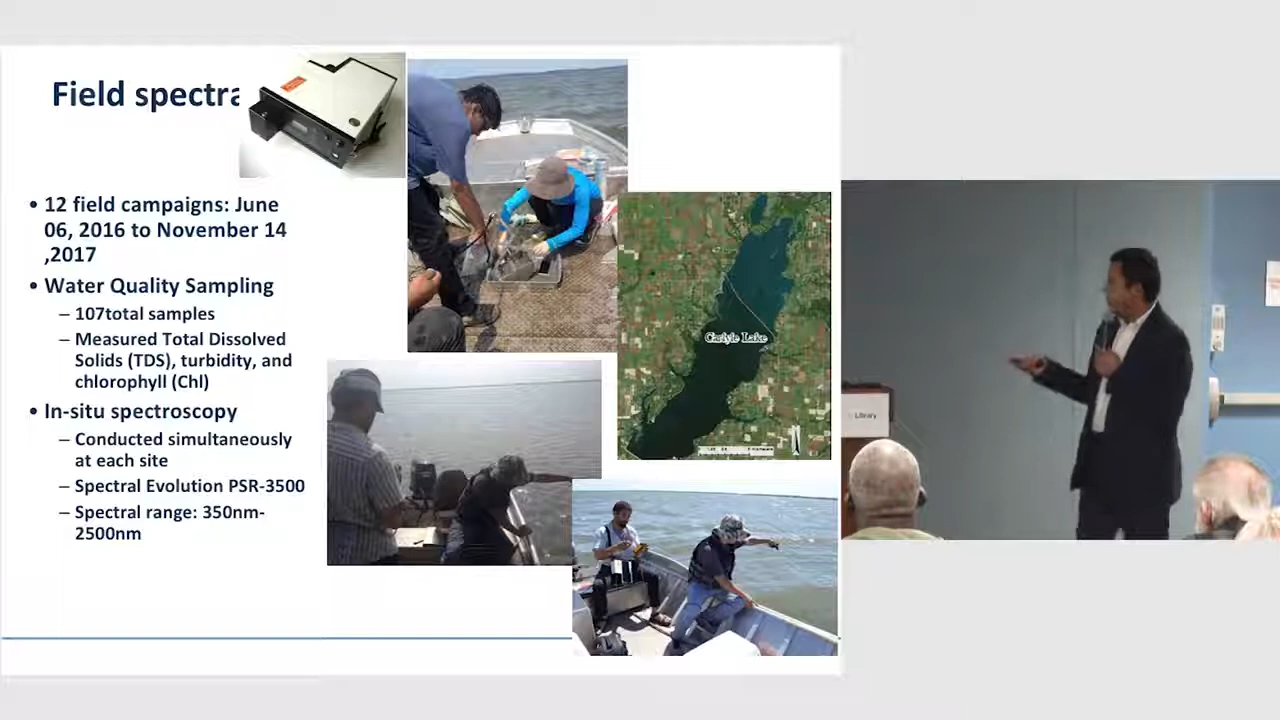 Field spectra
• 12 field campaigns: June
06, 2016 to November 14
,2017
• Water Quality Sampling
– 107total samples
– Measured Total Dissolved
Solids (TDS), turbidity, and
chlorophyll (Chl)
• In-situ spectroscopy
– Conducted simultaneously
at each site
– Spectral Evolution PSR-3500
– Spectral range: 350nm-
2500nm
Carlyle Lake
Library